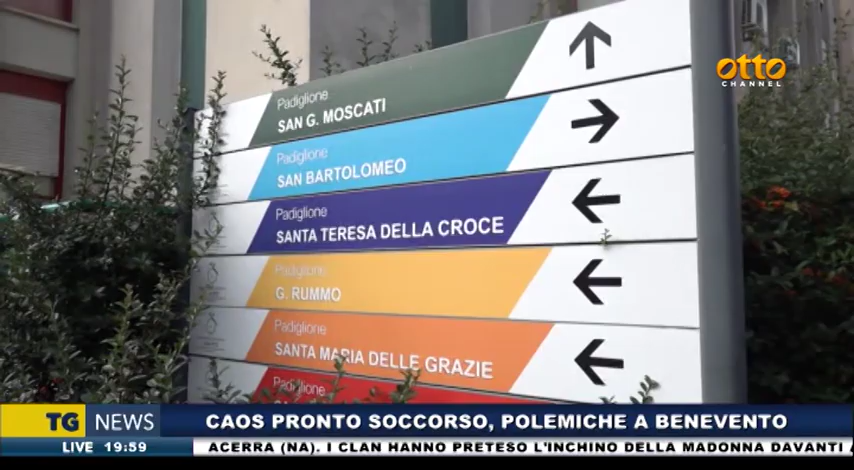 otto
CHANNEL
Padiglione
SAN G. MOSCATI
Padiglione
SAN BARTOLOMEO
Padiglione
SANTA TERESA DELLA CROCE
Padiglione
G. RUMMO
Padiglione
SANTA MARIA DELLE GRAZIE
Padiglione
TG NEWS
CAOS PRONTO SOCCORSO, POLEMICHE A BENEVENTO
LIVE 19:59
ACERRA (NA). I CLAN HANNO PRETESO L'INCHINO DELLA MADONNA DAVANTI A